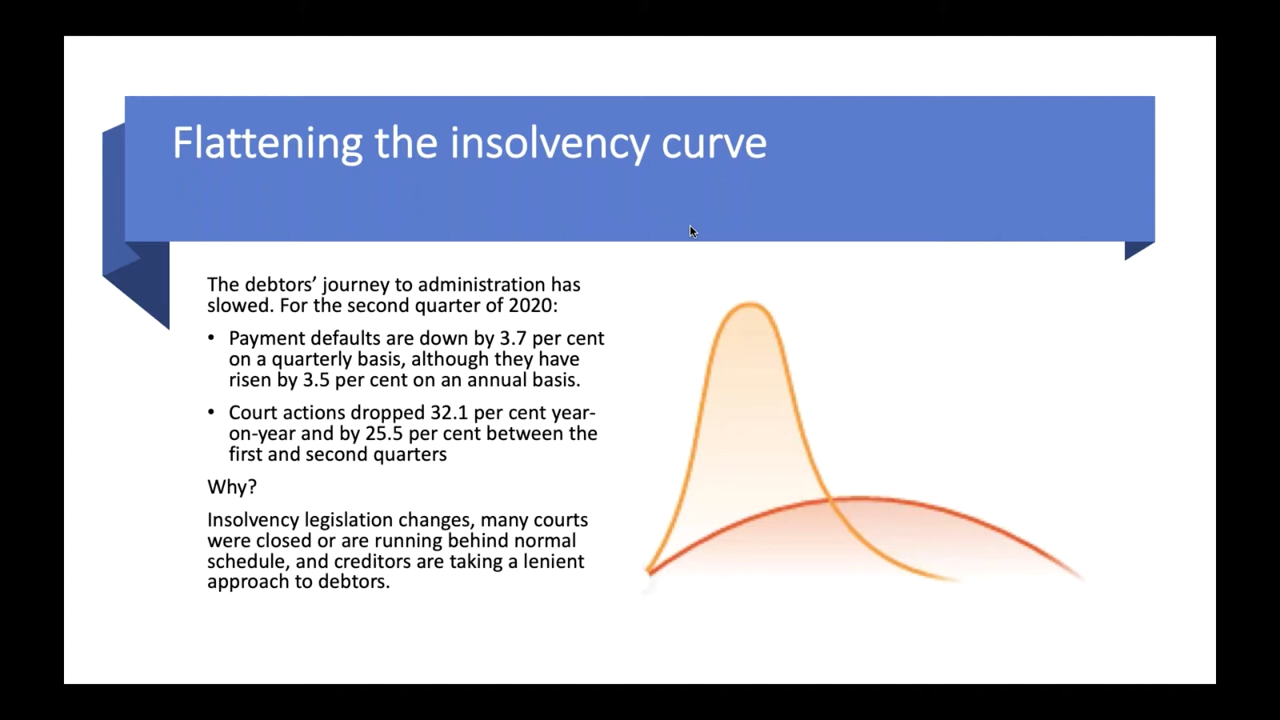 Flattening the insolvency curve
The debtors’ journey to administration has
slowed. For the second quarter of 2020:
• Payment defaults are down by 3.7 per cent
on a quarterly basis, although they have
risen by 3.5 per cent on an annual basis.
• Court actions dropped 32.1 per cent year-
on-year and by 25.5 per cent between the
first and second quarters
Why?
Insolvency legislation changes, many courts
were closed or are running behind normal
schedule, and creditors are taking a lenient
approach to debtors.